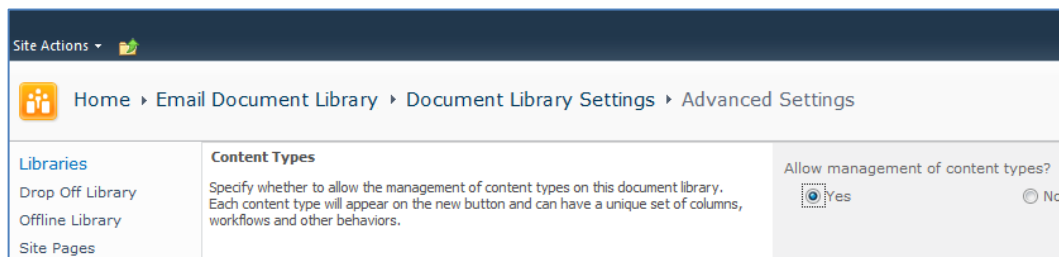 Site Actions
Home Email Document Library Document Library Settings Advanced Settings
Libraries
Drop Off Library
Offline Library
Site Pages
Content Types
Specify whether to allow the management of content types on this document library.
Each content type will appear on the new button and can have a unique set of columns,
workflows and other behaviors.
Allow management of content types?
Yes No